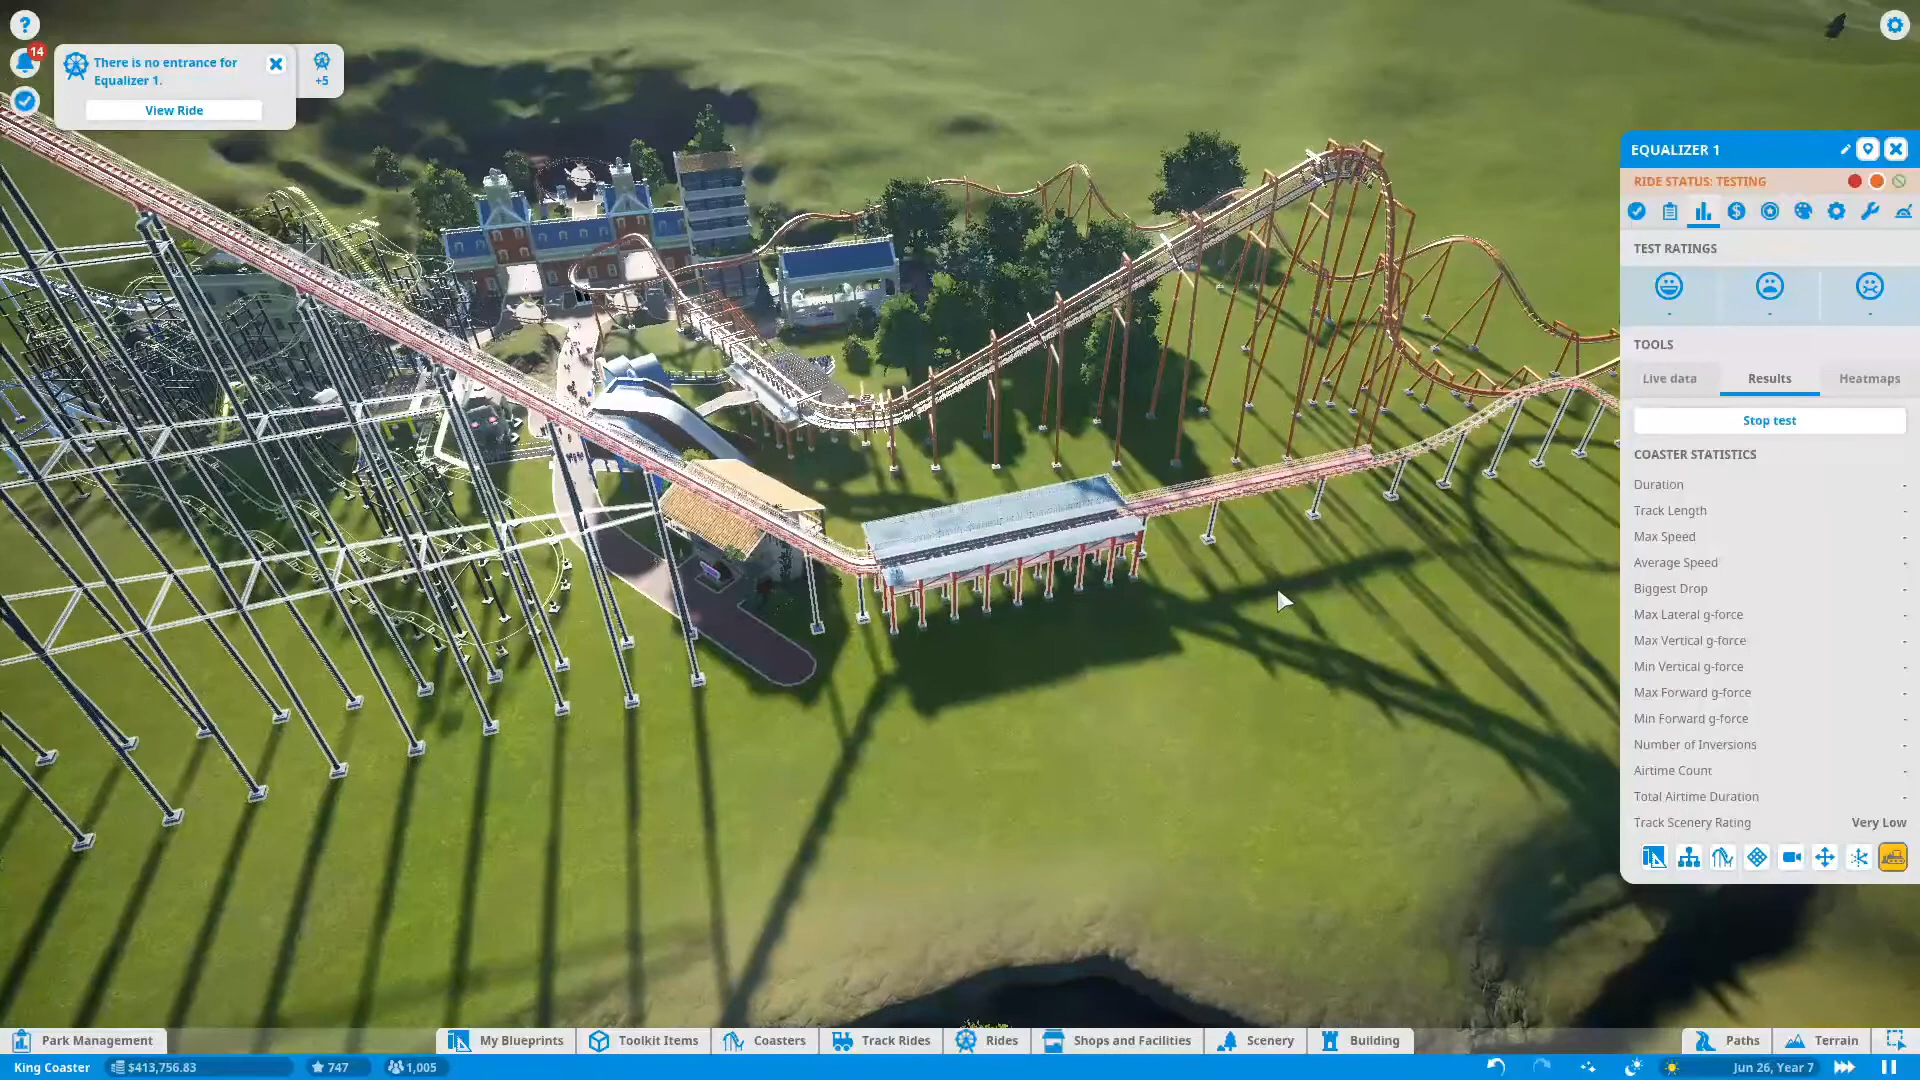 ?
14
There is no entrance for
Equalizer 1.
View Ride
+5
EQUALIZER 1
RIDE STATUS: TESTING
TEST RATINGS
- - -
TOOLS
Live data Results Heatmaps
Stop test
COASTER STATISTICS
Duration -
Track Length -
Max Speed -
Average Speed -
Biggest Drop -
Max Lateral g-force -
Max Vertical g-force -
Min Vertical g-force -
Max Forward g-force -
Min Forward g-force -
Number of Inversions -
Airtime Count -
Total Airtime Duration -
Track Scenery Rating Very Low
Park Management My Blueprints Toolkit Items Coasters Track Rides Rides Shops and Facilities Scenery Building Paths Terrain
King Coaster $413,756.83 747 1,005 Jun 26, Year 7